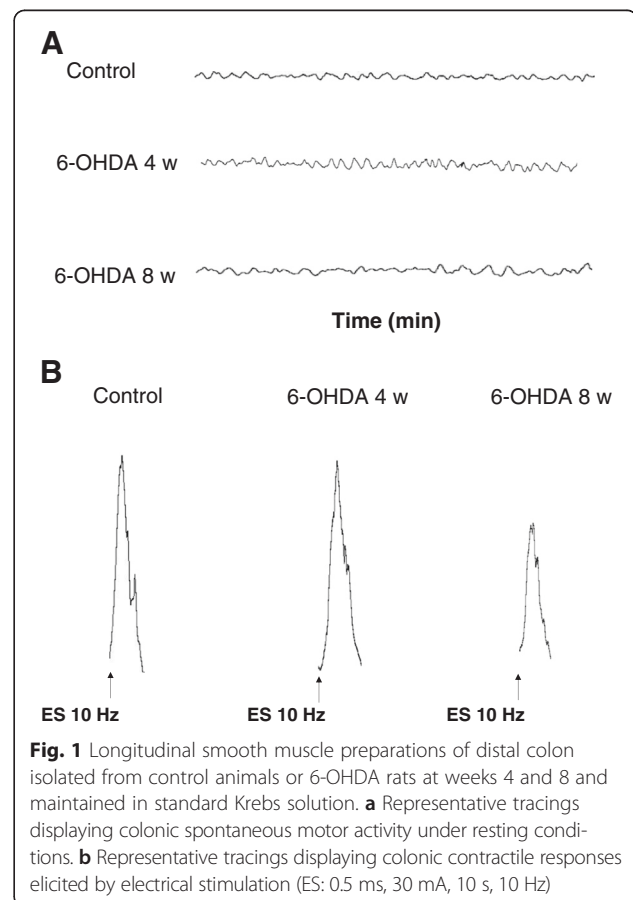 A
Control
6-OHDA 4 w
6-OHDA 8 w
Time (min)
B
Control 6-OHDA 4 w 6-OHDA 8 w
ES 10 Hz ES 10 Hz ES 10 Hz
Fig. 1 Longitudinal smooth muscle preparations of distal colon
isolated from control animals or 6-OHDA rats at weeks 4 and 8 and
maintained in standard Krebs solution. a Representative tracings
displaying colonic spontaneous motor activity under resting condi-
tions. b Representative tracings displaying colonic contractile responses
elicited by electrical stimulation (ES: 0.5 ms, 30 mA, 10 s, 10 Hz)